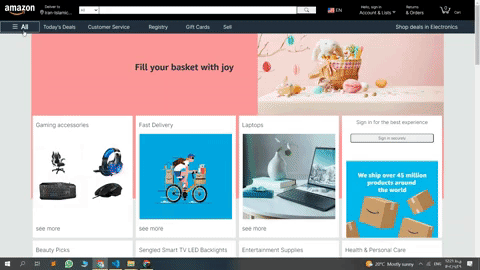 amazon
Deliver to
Iran-Islamic...
All
EN
Hello, sign in
Account & Lists
Returns
& Orders
0
Cart
All
Today's Deals
Customer Service
Registry
Gift Cards
Sell
Shop deals in Electronics
Fill your basket with joy
Gaming accessories
Fast Delivery
Laptops
Sign in for the best experience
Sign in securely
We ship over 45 million
products around
the world
see more
see more
see more
Beauty Picks
Sengled Smart TV LED Backlights
Entertainment Supplies
Health & Personal Care
20°C Mostly sunny
ENG